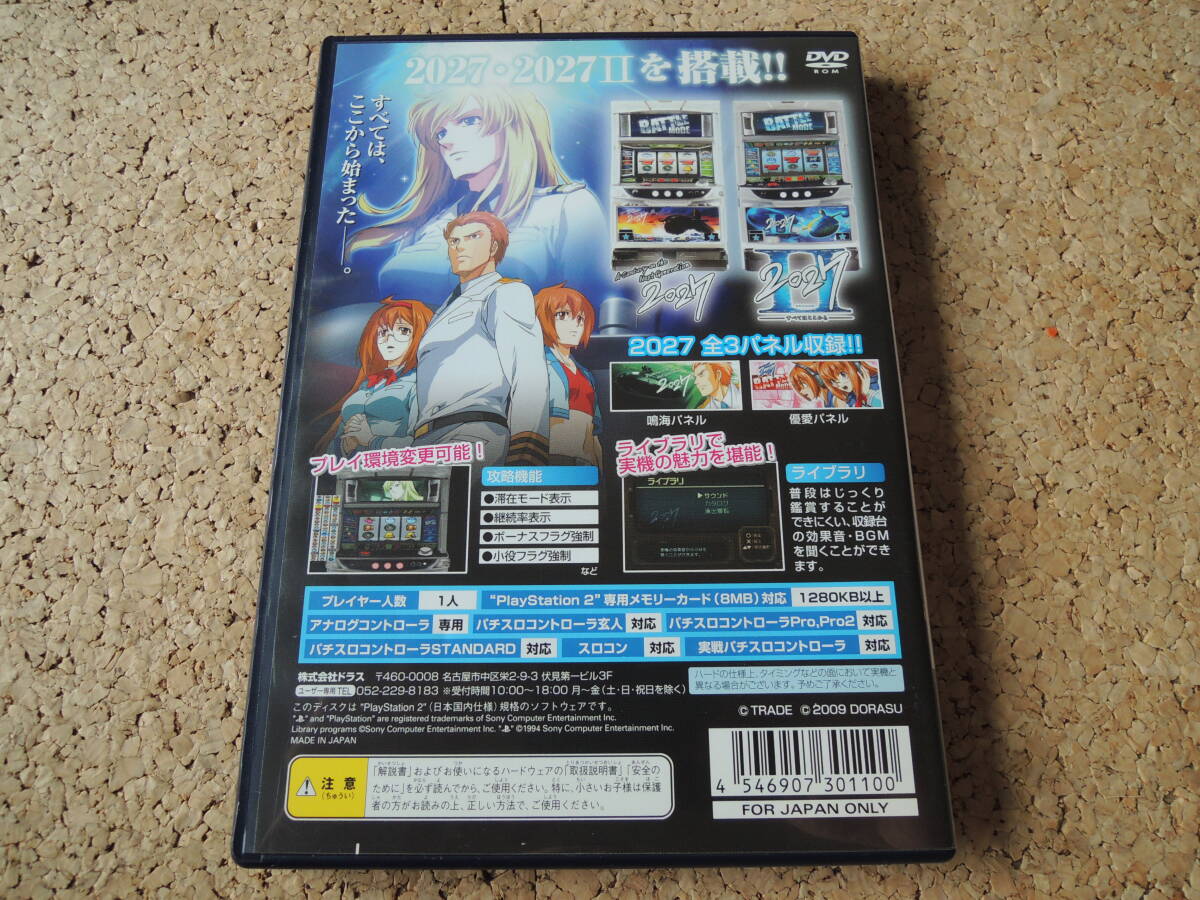 2027・2027Ⅱを搭載!!
DVD
ROM
すべては、
ここから始まった――。
BATTLE
MODE
BATTLE
MODE
2027
2027
A Century on the
Next Generation
2027
2027
Ⅱ
2027 全3パネル収録!!
2027
鳴海パネル
優愛パネル
プレイ環境変更可能！
攻略機能
●滞在モード表示
●継続率表示
●ボーナスフラグ強制
●小役フラグ強制
など
ライブラリで
実機の魅力を堪能！
ライブラリ
▶サウンド
カタログ
演出観転
2027
ライブラリ
普段はじっくり
鑑賞することが
できにくい、収録台
の効果音・BGM
を聞くことができ
ます。
プレイヤー人数 1人 "PlayStation 2"専用メモリーカード(8MB)対応 1280KB以上
アナログコントローラ 専用 パチスロコントローラ玄人 対応 パチスロコントローラPro,Pro2 対応
パチスロコントローラSTANDARD 対応 スロコン 対応 実戦パチスロコントローラ 対応
株式会社ドラス 〒460-0008 名古屋市中区栄2-9-3 伏見第一ビル3F
ユーザー専用TEL 052-229-8183 ※受付時間10:00〜18:00 月〜金(土・日・祝日を除く)
ハードの仕様上、タイミングなどの面において実機と
異なる場合がございます。予めご了承ください。
このディスクは "PlayStation 2"(日本国内仕様)規格のソフトウェアです。
" " and "PlayStation" are registered trademarks of Sony Computer Entertainment Inc.
Library programs ©Sony Computer Entertainment Inc. " " ©1994 Sony Computer Entertainment Inc.
MADE IN JAPAN
© TRADE © 2009 DORASU
注意
(ちゅうい)
「解説書」およびお使いになるハードウェアの「取扱説明書」「安全の
ために」を必ず読んでから、ご使用ください。特に、小さいお子様は保護
者の方がお読みの上、正しい方法で、ご使用ください。
4 546907 301100
FOR JAPAN ONLY